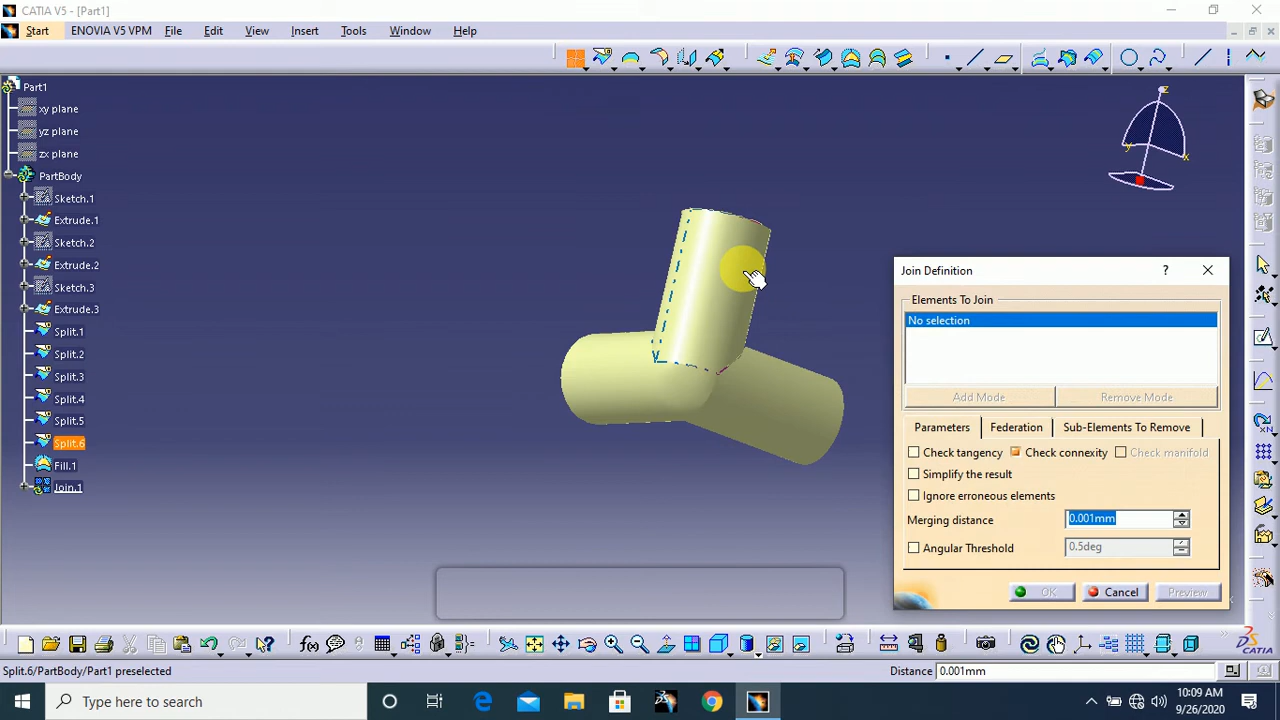 CATIA V5 - [Part1]
Start ENOVIA V5 VPM File Edit View Insert Tools Window Help
Part1
xy plane
yz plane
zx plane
PartBody
Sketch.1
Extrude.1
Sketch.2
Extrude.2
Sketch.3
Extrude.3
Split.1
Split.2
Split.3
Split.4
Split.5
Split.6
Fill.1
Join.1
z
y
x
Join Definition ?
Elements To Join
No selection
Add Mode Remove Mode
Parameters Federation Sub-Elements To Remove
Check tangency Check connexity Check manifold
Simplify the result
Ignore erroneous elements
Merging distance 0.001mm
Angular Threshold 0.5deg
OK Cancel Preview
Split.6/PartBody/Part1 preselected Distance 0.001mm
Type here to search
10:09 AM
9/26/2020